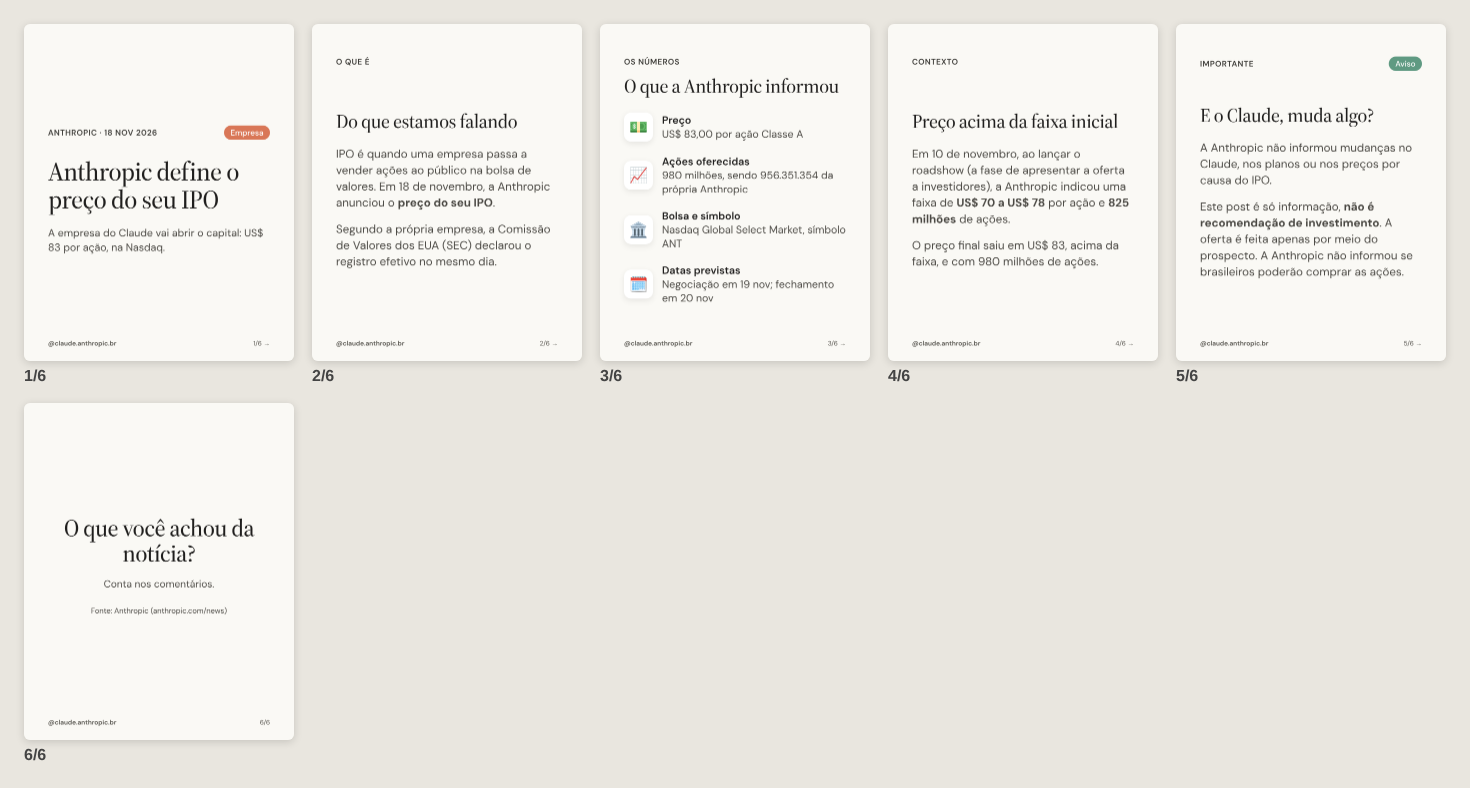 ANTHROPIC · 18 NOV 2026
Empresa
Anthropic define o
preço do seu IPO
A empresa do Claude vai abrir o capital: US$
83 por ação, na Nasdaq.
@claude.anthropic.br
1/6 →
1/6
O QUE É
Do que estamos falando
IPO é quando uma empresa passa a
vender ações ao público na bolsa de
valores. Em 18 de novembro, a Anthropic
anunciou o preço do seu IPO.
Segundo a própria empresa, a Comissão
de Valores dos EUA (SEC) declarou o
registro efetivo no mesmo dia.
@claude.anthropic.br
2/6 →
2/6
OS NÚMEROS
O que a Anthropic informou
Preço
US$ 83,00 por ação Classe A
Ações oferecidas
980 milhões, sendo 956.351.354 da
própria Anthropic
Bolsa e símbolo
Nasdaq Global Select Market, símbolo
ANT
Datas previstas
Negociação em 19 nov; fechamento
em 20 nov
@claude.anthropic.br
3/6 →
3/6
CONTEXTO
Preço acima da faixa inicial
Em 10 de novembro, ao lançar o
roadshow (a fase de apresentar a oferta
a investidores), a Anthropic indicou uma
faixa de US$ 70 a US$ 78 por ação e 825
milhões de ações.
O preço final saiu em US$ 83, acima da
faixa, e com 980 milhões de ações.
@claude.anthropic.br
4/6 →
4/6
IMPORTANTE
Aviso
E o Claude, muda algo?
A Anthropic não informou mudanças no
Claude, nos planos ou nos preços por
causa do IPO.
Este post é só informação, não é
recomendação de investimento. A
oferta é feita apenas por meio do
prospecto. A Anthropic não informou se
brasileiros poderão comprar as ações.
@claude.anthropic.br
5/6 →
5/6
O que você achou da
notícia?
Conta nos comentários.
Fonte: Anthropic (anthropic.com/news)
@claude.anthropic.br
6/6
6/6